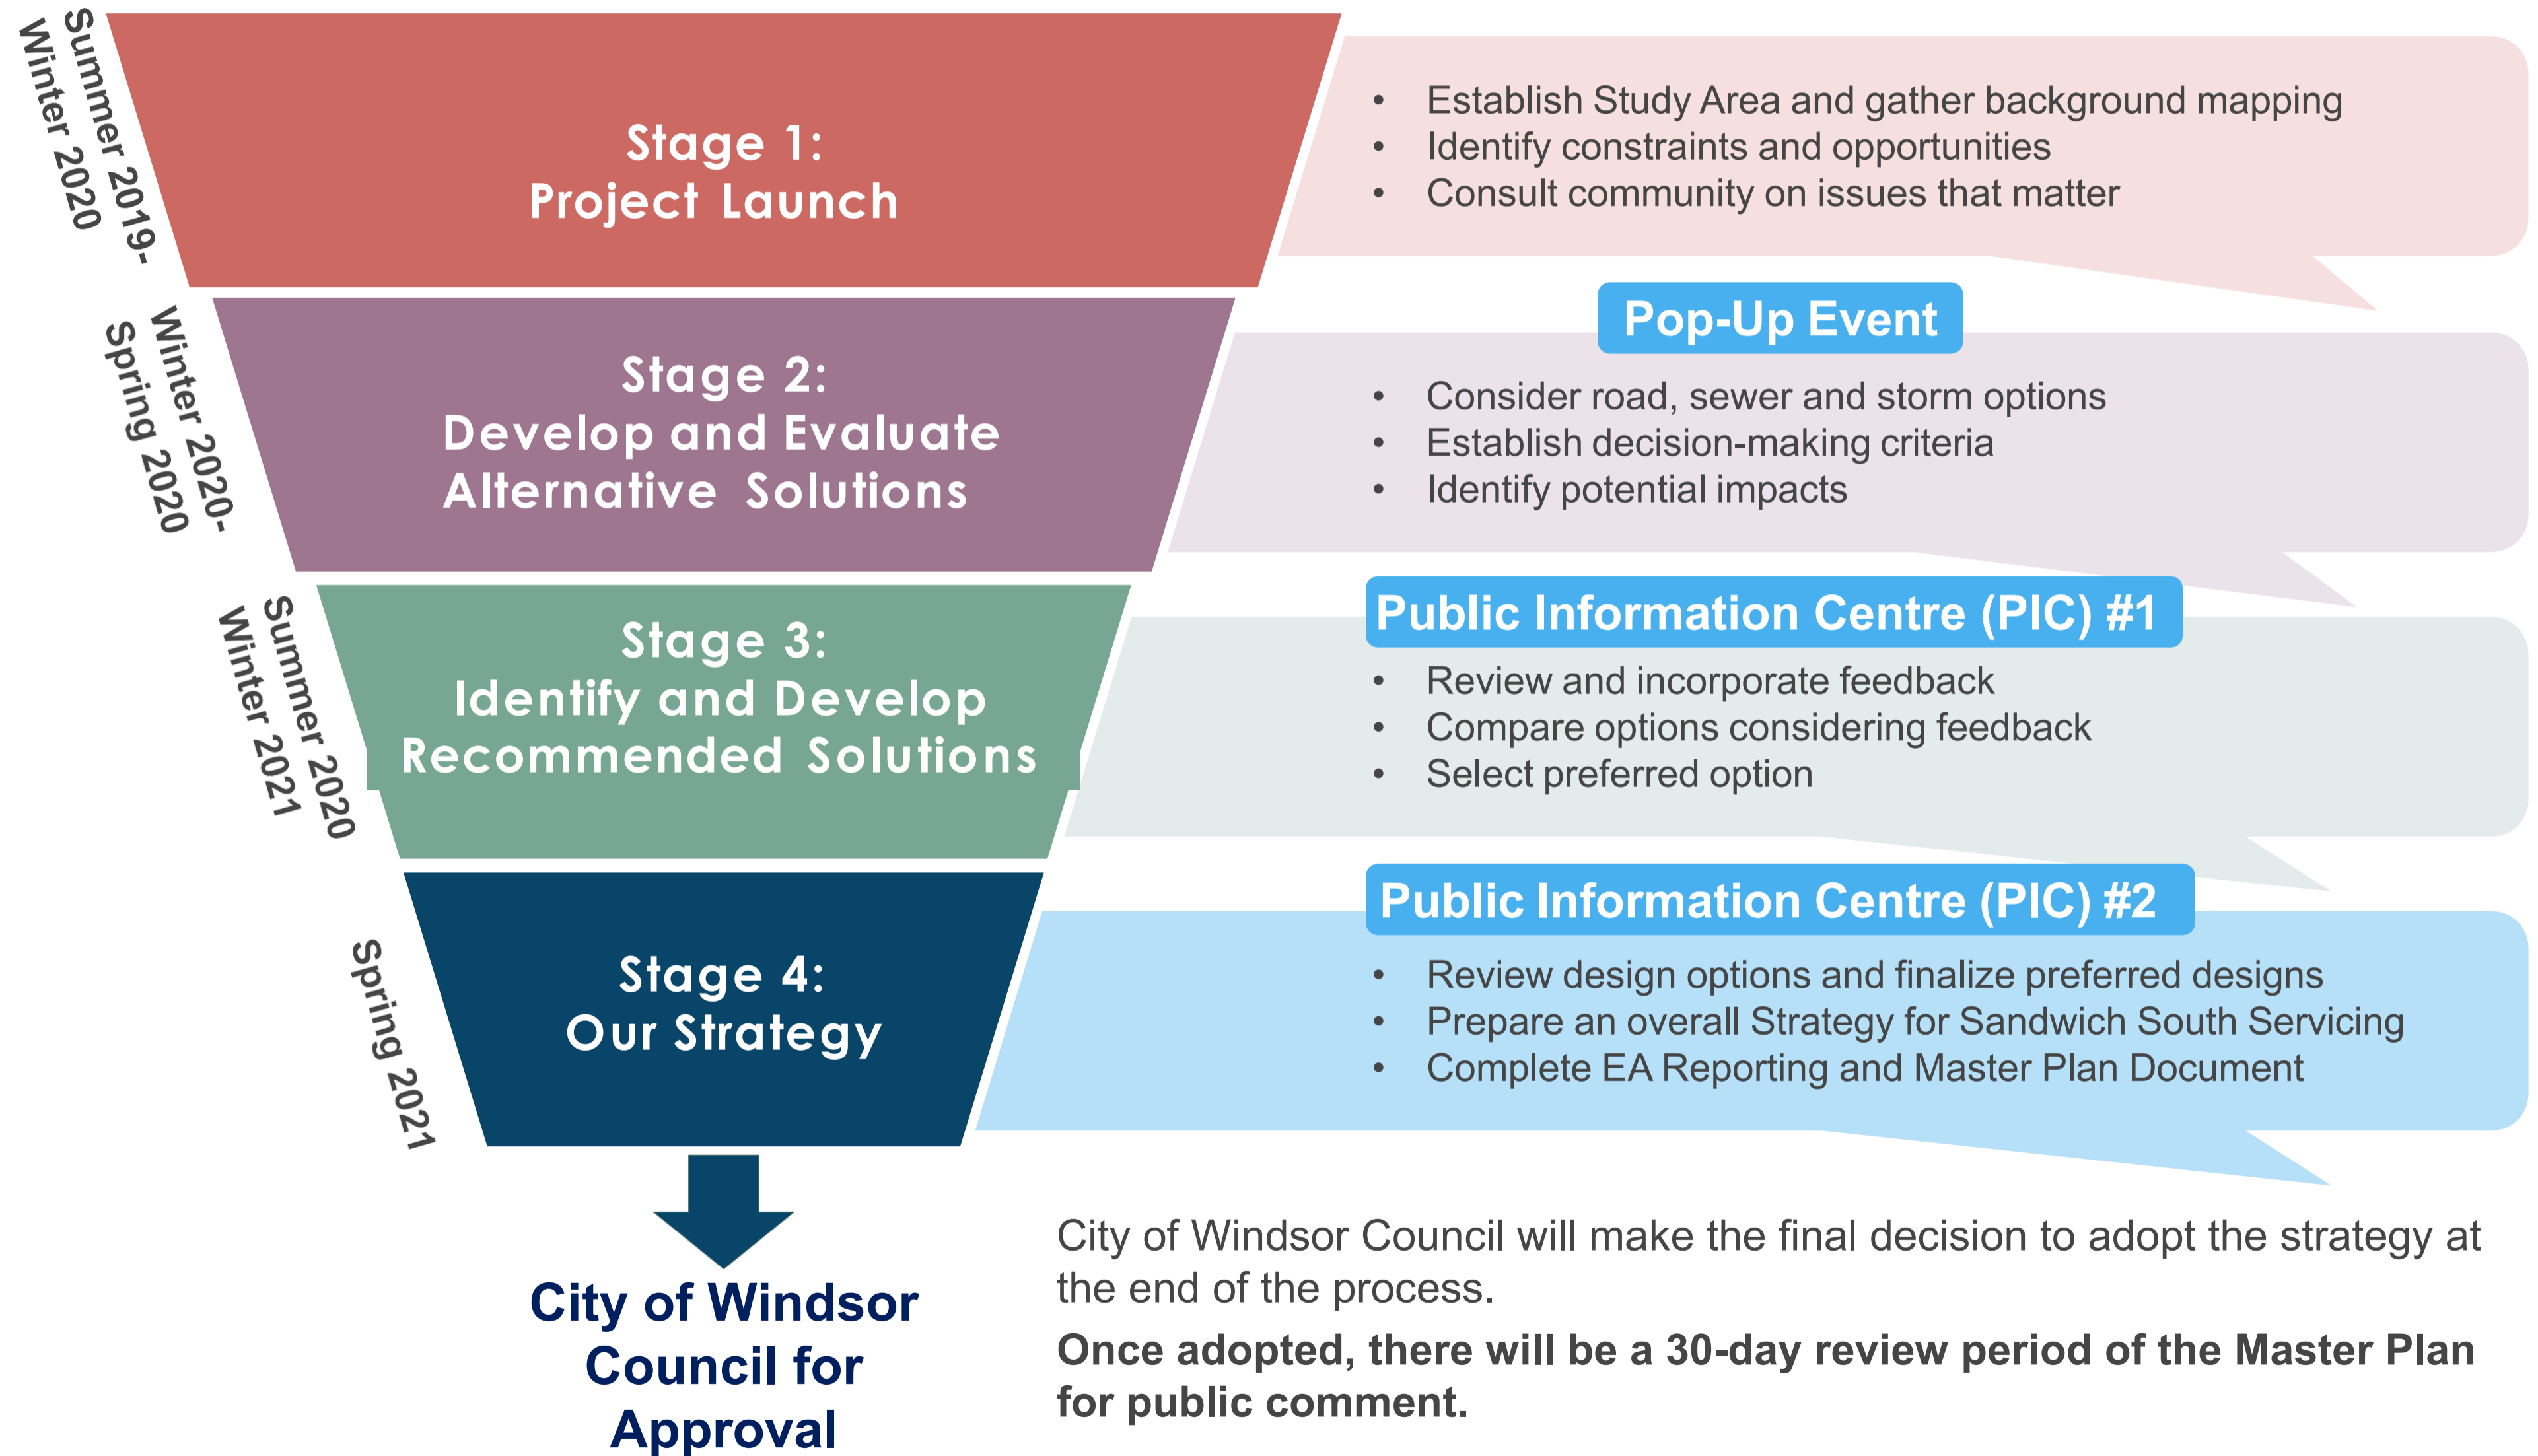 Summer 2019-
Winter 2020
Stage 1:
Project Launch
• Establish Study Area and gather background mapping
• Identify constraints and opportunities
• Consult community on issues that matter
Winter 2020-
Spring 2020
Stage 2:
Develop and Evaluate
Alternative Solutions
Pop-Up Event
• Consider road, sewer and storm options
• Establish decision-making criteria
• Identify potential impacts
Summer 2020
Winter 2021
Stage 3:
Identify and Develop
Recommended Solutions
Public Information Centre (PIC) #1
• Review and incorporate feedback
• Compare options considering feedback
• Select preferred option
Spring 2021
Stage 4:
Our Strategy
Public Information Centre (PIC) #2
• Review design options and finalize preferred designs
• Prepare an overall Strategy for Sandwich South Servicing
• Complete EA Reporting and Master Plan Document
City of Windsor
Council for
Approval
City of Windsor Council will make the final decision to adopt the strategy at
the end of the process.
Once adopted, there will be a 30-day review period of the Master Plan
for public comment.